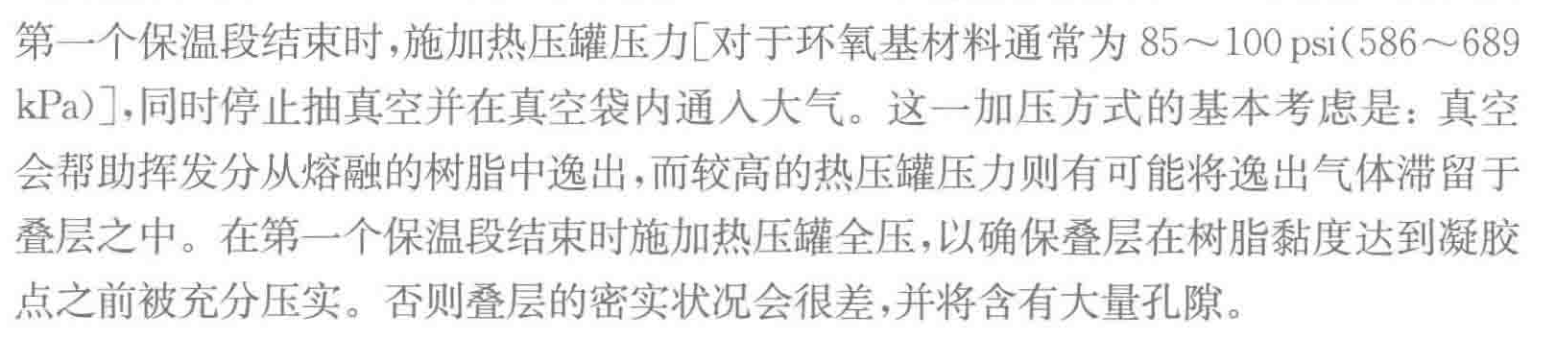 第一个保温段结束时,施加热压罐压力[对于环氧基材料通常为 85～100 psi(586～689
kPa)],同时停止抽真空并在真空袋内通入大气。这一加压方式的基本考虑是：真空
会帮助挥发分从熔融的树脂中逸出,而较高的热压罐压力则有可能将逸出气体滞留于
叠层之中。在第一个保温段结束时施加热压罐全压,以确保叠层在树脂黏度达到凝胶
点之前被充分压实。否则叠层的密实状况会很差,并将含有大量孔隙。